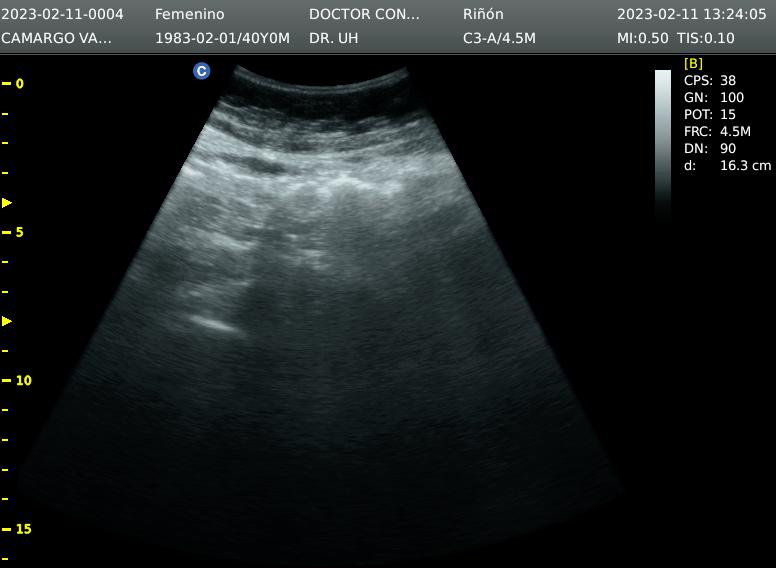 2023-02-11-0004 Femenino DOCTOR CON... Riñón 2023-02-11 13:24:05
CAMARGO VA... 1983-02-01/40Y0M DR. UH C3-A/4.5M MI:0.50 TIS:0.10
C
[B]
CPS: 38
GN: 100
POT: 15
FRC: 4.5M
DN: 90
d: 16.3 cm
0
5
10
15